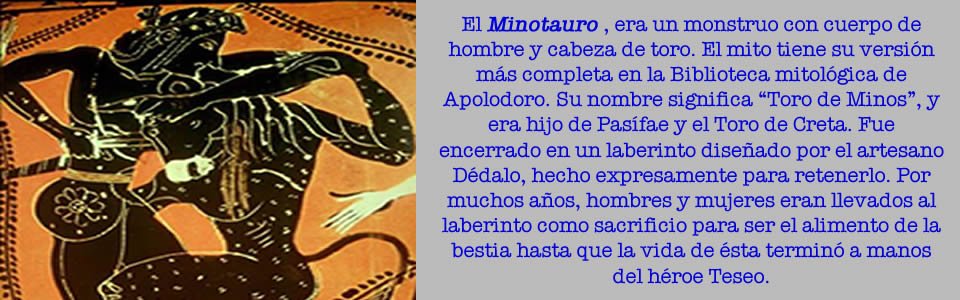 El Minotauro , era un monstruo con cuerpo de
hombre y cabeza de toro. El mito tiene su versión
más completa en la Biblioteca mitológica de
Apolodoro. Su nombre significa “Toro de Minos”, y
era hijo de Pasífae y el Toro de Creta. Fue
encerrado en un laberinto diseñado por el artesano
Dédalo, hecho expresamente para retenerlo. Por
muchos años, hombres y mujeres eran llevados al
laberinto como sacrificio para ser el alimento de la
bestia hasta que la vida de ésta terminó a manos
del héroe Teseo.